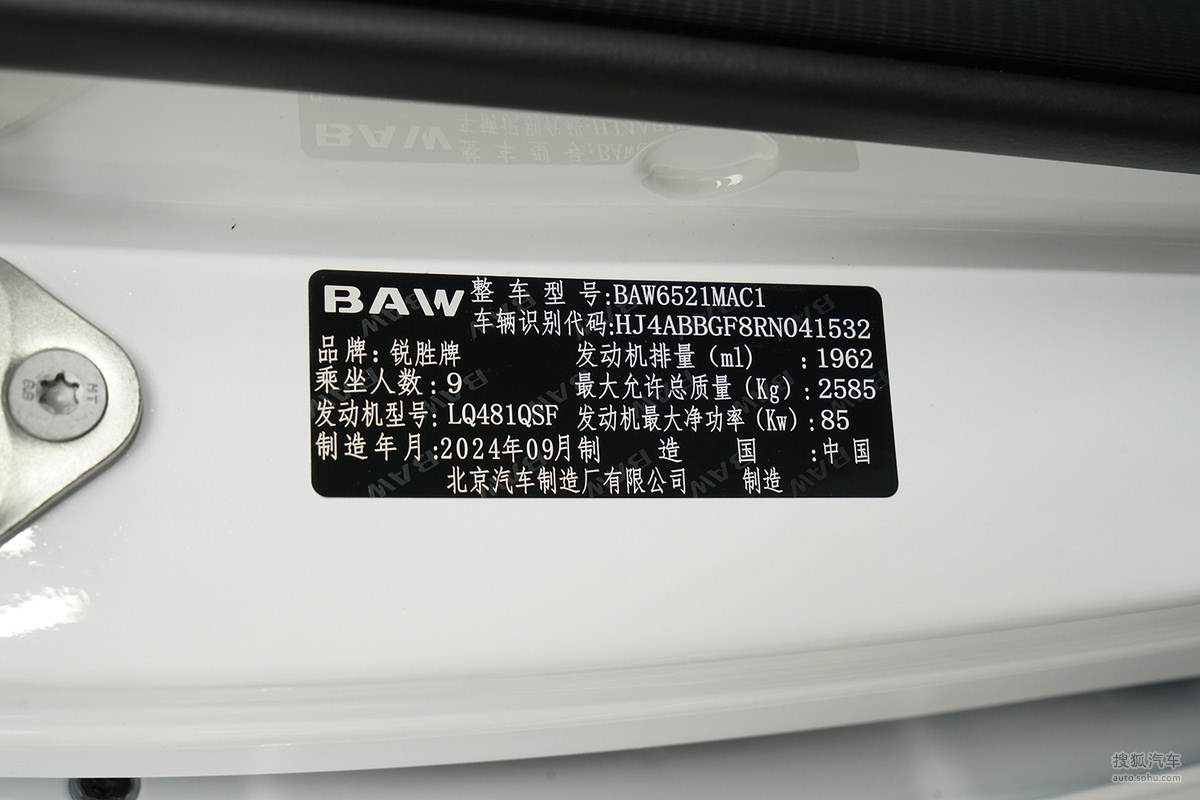 BAW 整车型号:BAW6521MAC1
车辆识别代码:HJ4ABBGF8RN041532
品牌:锐胜牌 发动机排量(ml):1962
乘坐人数:9 最大允许总质量(Kg):2585
发动机型号:LQ481QSF 发动机最大净功率(Kw):85
制造年月:2024年09月 制造国:中国
北京汽车制造厂有限公司 制造
搜狐汽车
auto.sohu.com